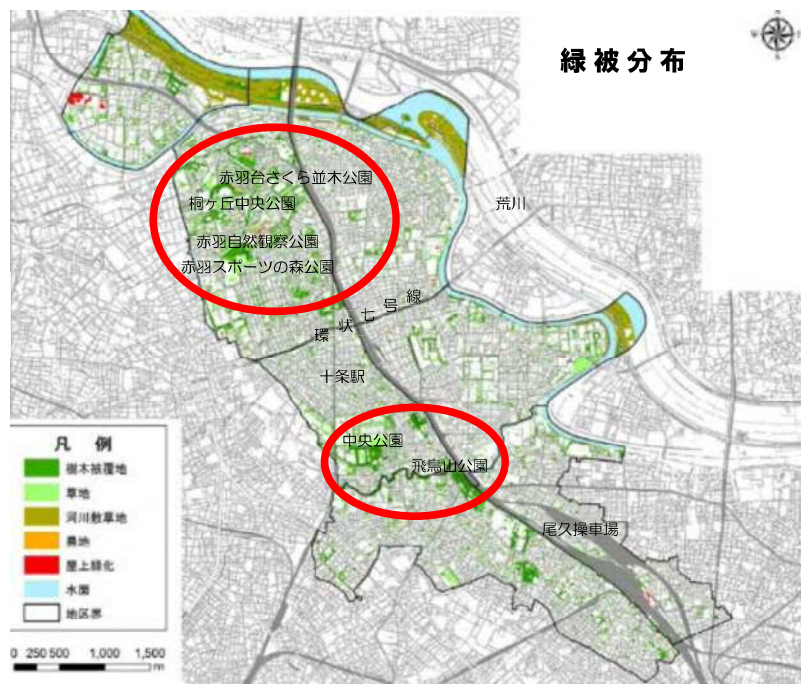 緑被分布
赤羽台さくら並木公園
桐ヶ丘中央公園
荒川
赤羽自然観察公園
赤羽スポーツの森公園
環状七号線
十条駅
中央公園
飛鳥山公園
尾久操車場
凡例
樹木被覆地
草地
河川敷草地
農地
屋上緑化
水面
地区界
0 250 500 1,000 1,500
m